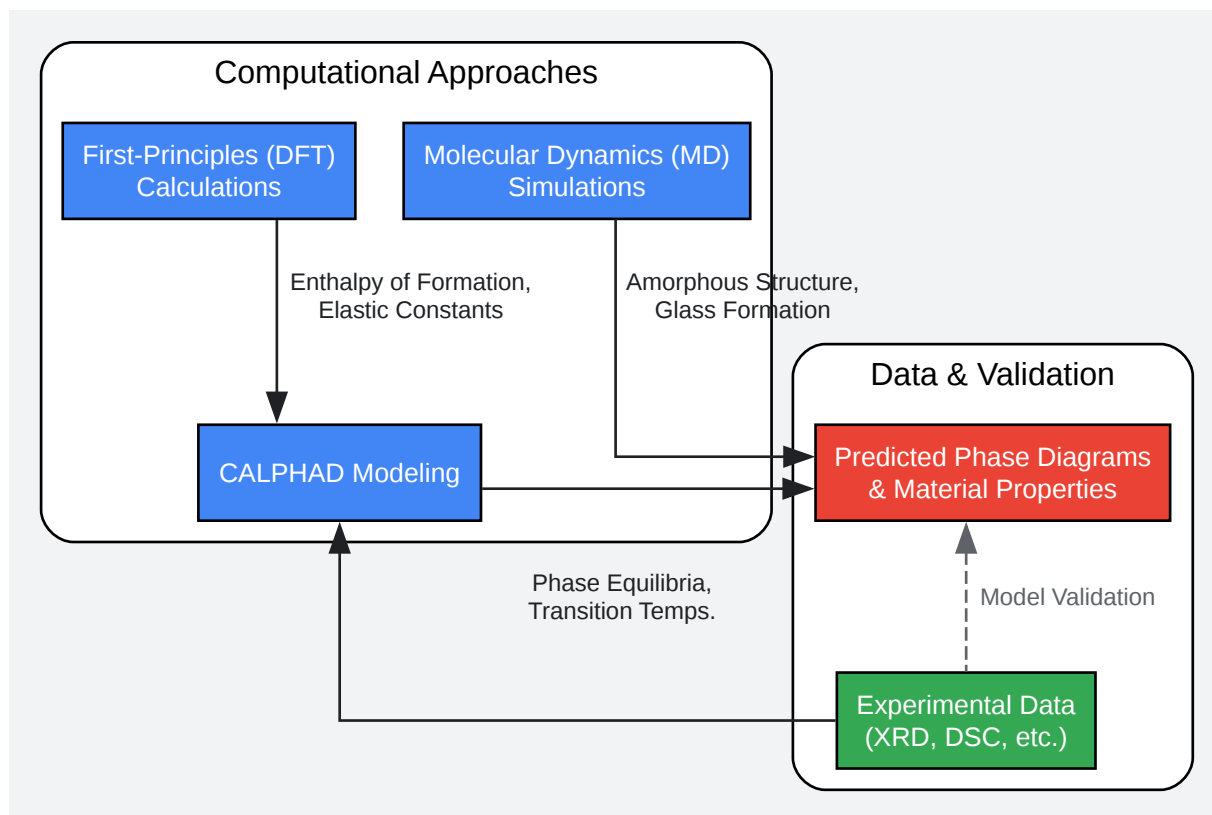 Computational Approaches
First-Principles (DFT)
Calculations
Molecular Dynamics (MD)
Simulations
Enthalpy of Formation,
Elastic Constants
Amorphous Structure,
Glass Formation
CALPHAD Modeling
Data & Validation
Predicted Phase Diagrams
& Material Properties
Phase Equilibria,
Transition Temps.
Model Validation
Experimental Data
(XRD, DSC, etc.)